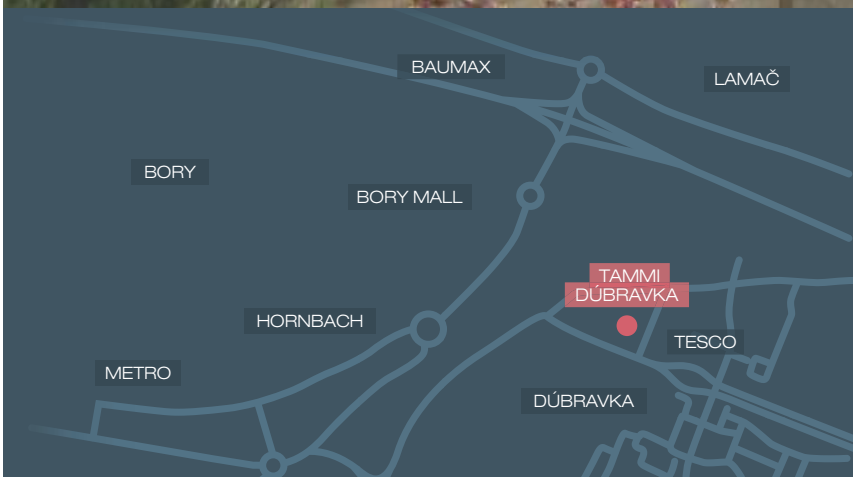 BAUMAX
LAMAČ
BORY
BORY MALL
TAMMI
DÚBRAVKA
HORNBACH
TESCO
METRO
DÚBRAVKA